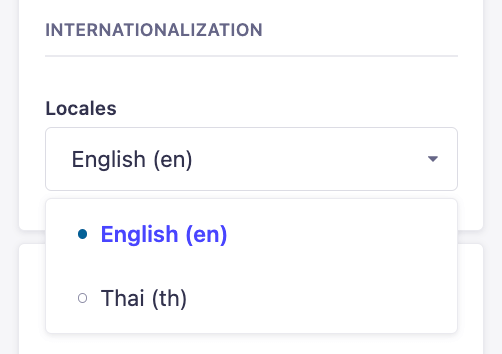 INTERNATIONALIZATION
Locales
English (en)
English (en)
Thai (th)